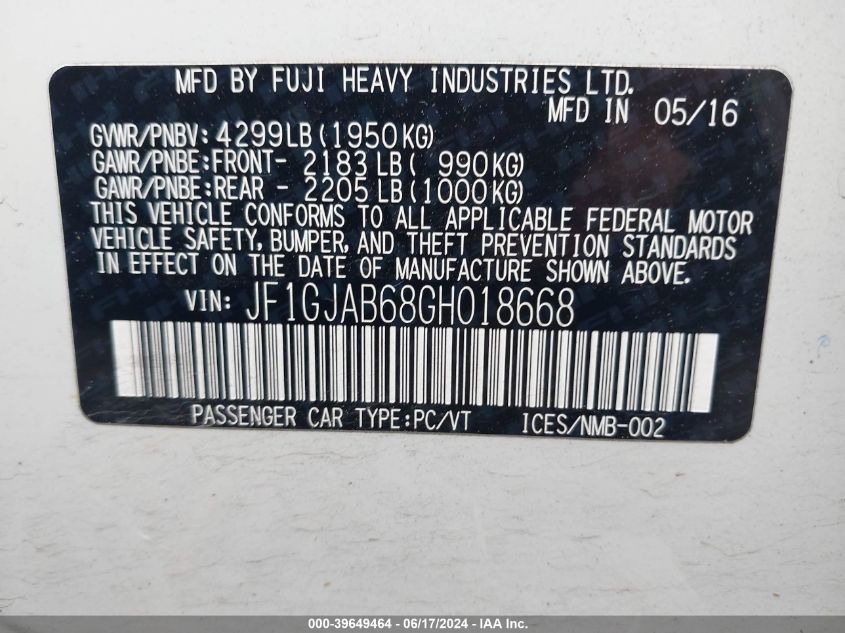 MFD BY FUJI HEAVY INDUSTRIES LTD.
MFD IN 05/16
GVWR/PNBV: 4299LB (1950KG)
GAWR/PNBE:FRONT- 2183 LB ( 990KG)
GAWR/PNBE:REAR - 2205 LB (1000KG)
THIS VEHICLE CONFORMS TO ALL APPLICABLE FEDERAL MOTOR
VEHICLE SAFETY, BUMPER, AND THEFT PREVENTION STANDARDS
IN EFFECT ON THE DATE OF MANUFACTURE SHOWN ABOVE.
VIN: JF1GJAB68GH018668
PASSENGER CAR TYPE:PC/VT ICES/NMB-002
000-39649464 - 06/17/2024 - IAA Inc.